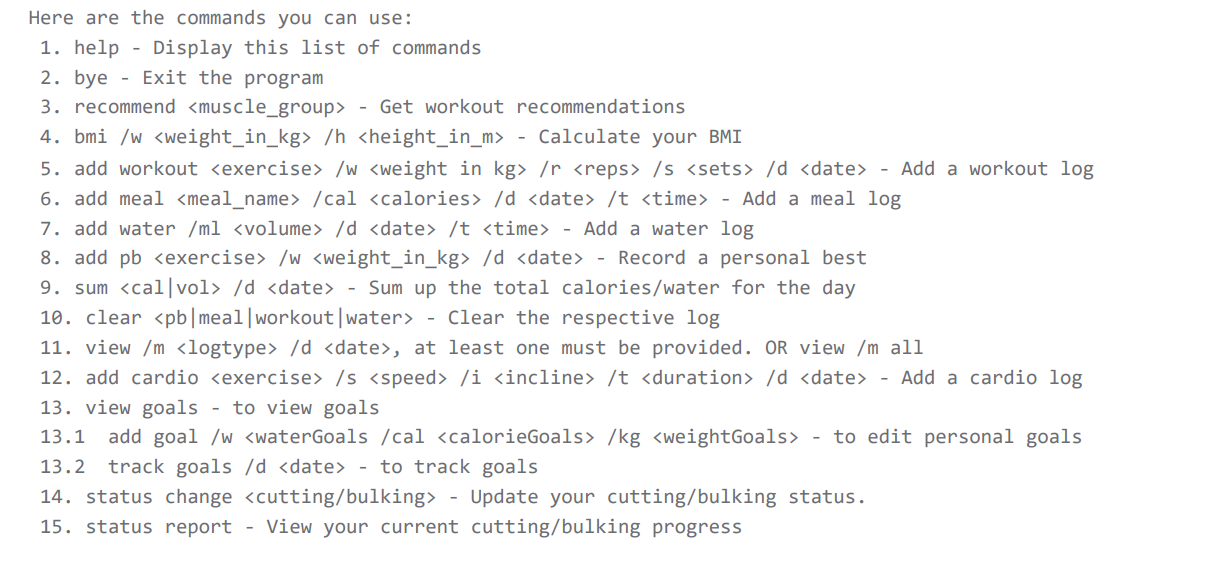 Here are the commands you can use:
1. help - Display this list of commands
2. bye - Exit the program
3. recommend <muscle_group> - Get workout recommendations
4. bmi /w <weight_in_kg> /h <height_in_m> - Calculate your BMI
5. add workout <exercise> /w <weight in kg> /r <reps> /s <sets> /d <date> - Add a workout log
6. add meal <meal_name> /cal <calories> /d <date> /t <time> - Add a meal log
7. add water /ml <volume> /d <date> /t <time> - Add a water log
8. add pb <exercise> /w <weight_in_kg> /d <date> - Record a personal best
9. sum <cal|vol> /d <date> - Sum up the total calories/water for the day
10. clear <pb|meal|workout|water> - Clear the respective log
11. view /m <logtype> /d <date>, at least one must be provided. OR view /m all
12. add cardio <exercise> /s <speed> /i <incline> /t <duration> /d <date> - Add a cardio log
13. view goals - to view goals
13.1  add goal /w <waterGoals /cal <calorieGoals> /kg <weightGoals> - to edit personal goals
13.2  track goals /d <date> - to track goals
14. status change <cutting/bulking> - Update your cutting/bulking status.
15. status report - View your current cutting/bulking progress